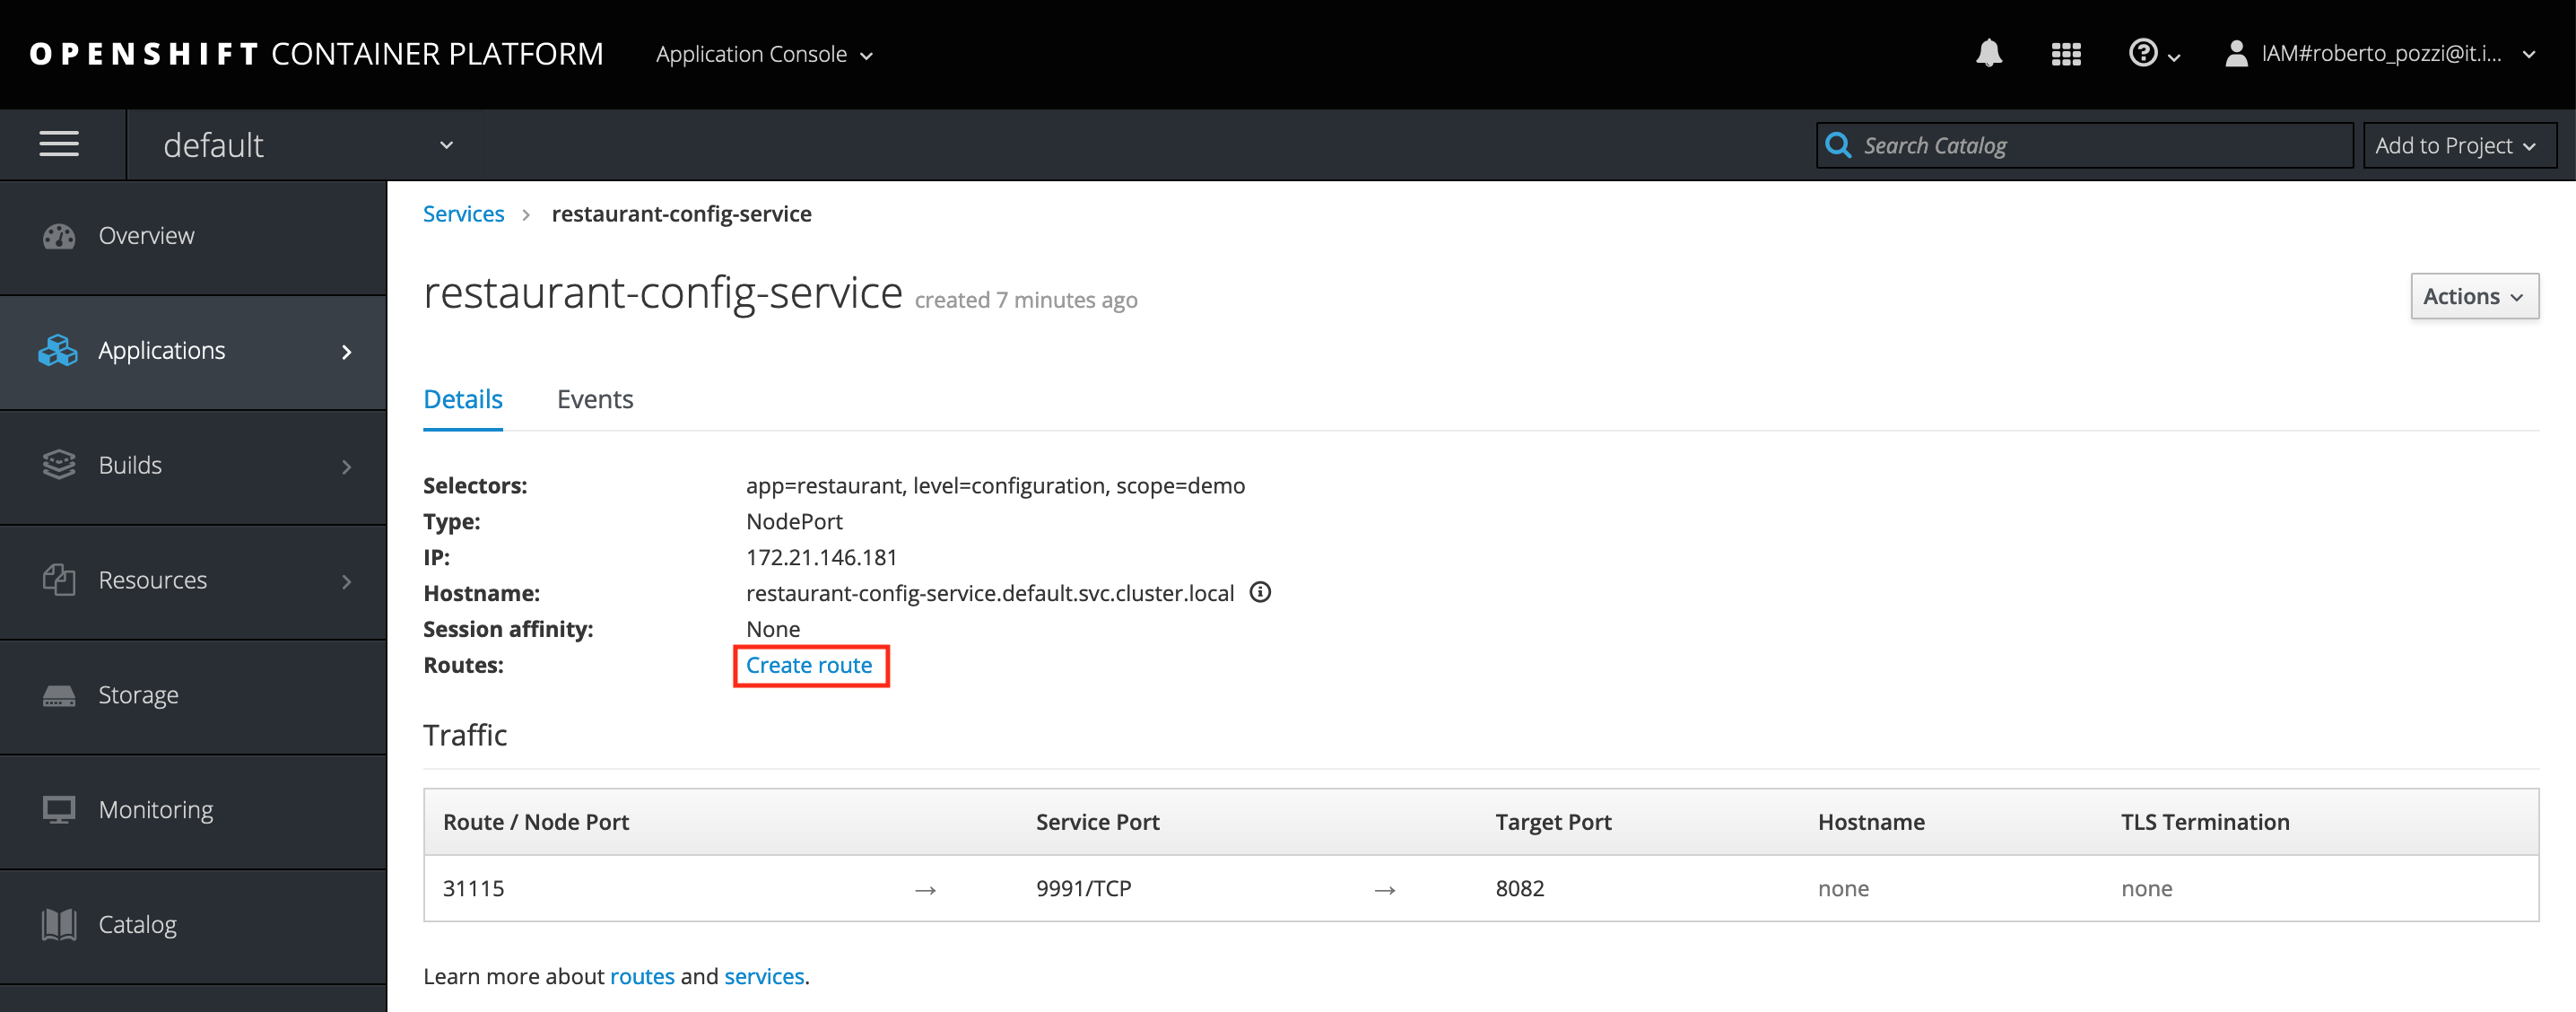 OPENSHIFT CONTAINER PLATFORM Application Console IAM#roberto_pozzi@it.i...
default Search Catalog Add to Project
Overview
Applications
Builds
Resources
Storage
Monitoring
Catalog
Services > restaurant-config-service
restaurant-config-service created 7 minutes ago Actions
Details Events
Selectors: app=restaurant, level=configuration, scope=demo
Type: NodePort
IP: 172.21.146.181
Hostname: restaurant-config-service.default.svc.cluster.local
Session affinity: None
Routes: Create route
Traffic
Route / Node Port Service Port Target Port Hostname TLS Termination
31115 → 9991/TCP → 8082 none none
Learn more about routes and services.